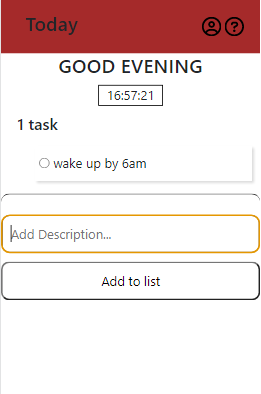 Today
GOOD EVENING
16:57:21
1 task
wake up by 6am
Add Description...
Add to list